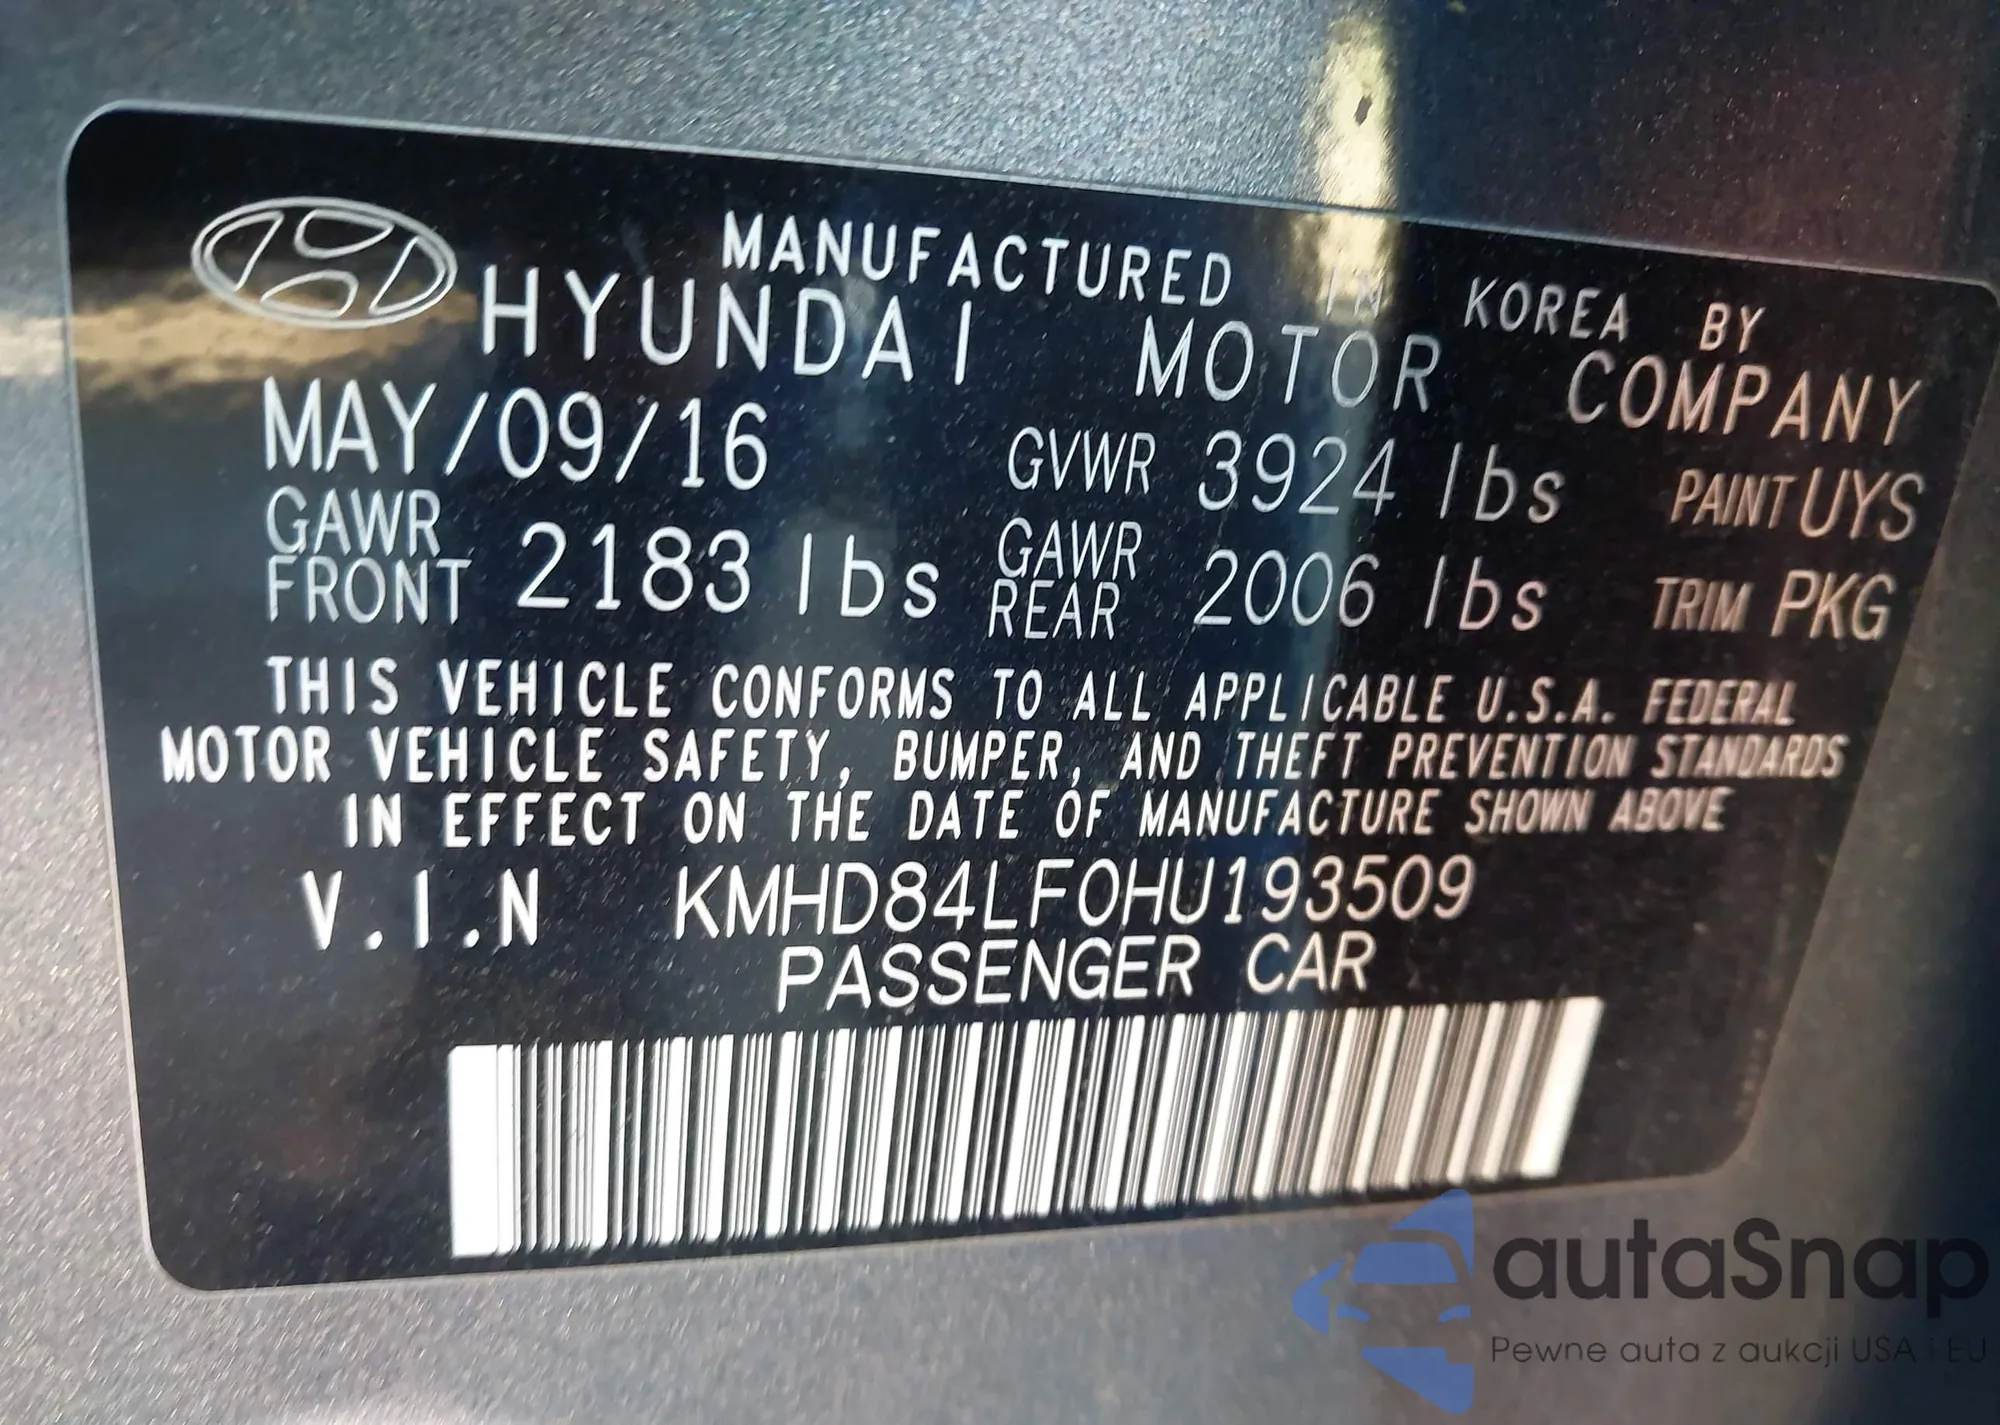 MANUFACTURED IN KOREA BY
HYUNDAI MOTOR COMPANY
MAY/09/16 GVWR 3924 lbs PAINT UYS
GAWR FRONT 2183 lbs GAWR REAR 2006 lbs TRIM PKG
THIS VEHICLE CONFORMS TO ALL APPLICABLE U.S.A. FEDERAL
MOTOR VEHICLE SAFETY, BUMPER, AND THEFT PREVENTION STANDARDS
IN EFFECT ON THE DATE OF MANUFACTURE SHOWN ABOVE
V.I.N KMHD84LF0HU193509
PASSENGER CAR
autaSnap
Pewne auta z aukcji USA i EU